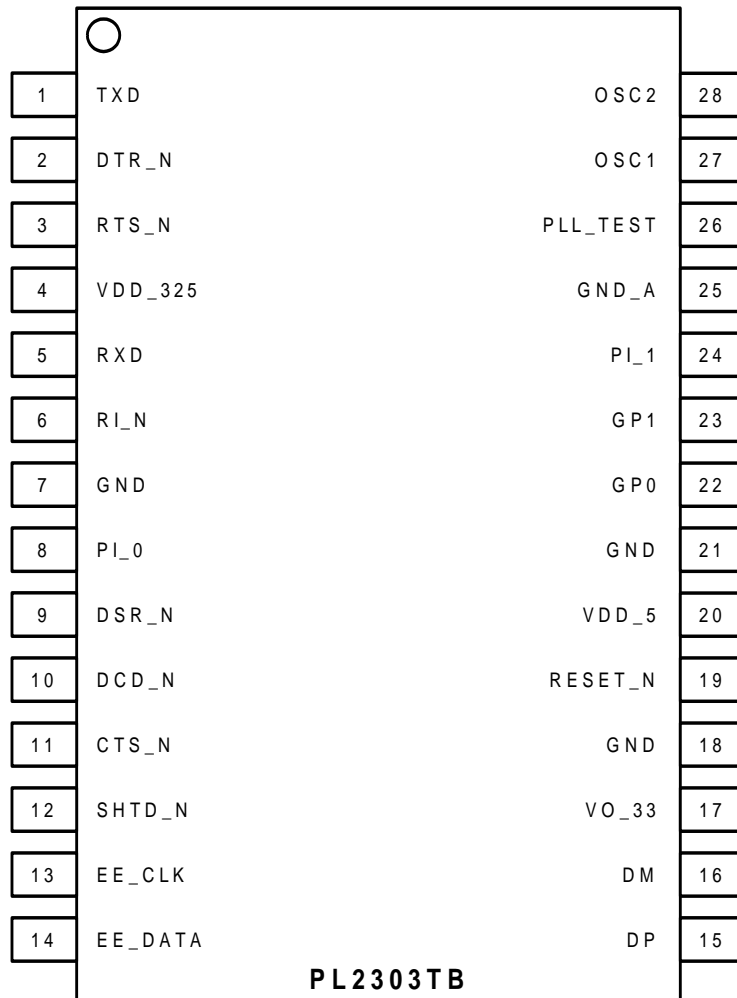 1 TXD OSC2 28
2 DTR_N OSC1 27
3 RTS_N PLL_TEST 26
4 VDD_325 GND_A 25
5 RXD PI_1 24
6 RI_N GP1 23
7 GND GP0 22
8 PI_0 GND 21
9 DSR_N VDD_5 20
10 DCD_N RESET_N 19
11 CTS_N GND 18
12 SHTD_N VO_33 17
13 EE_CLK DM 16
14 EE_DATA DP 15
PL2303TB